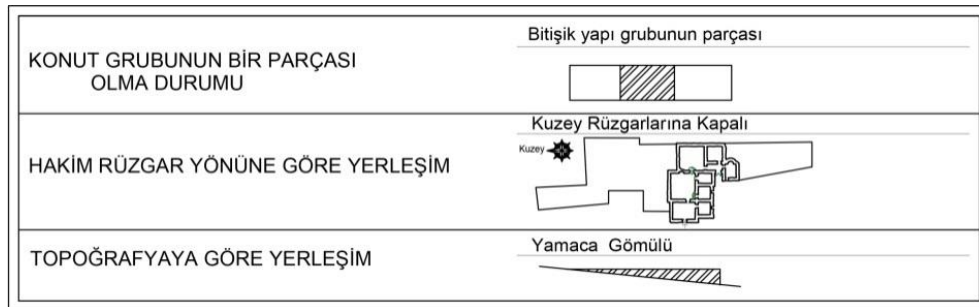 KONUT GRUBUNUN BİR PARÇASI
OLMA DURUMU
Bitişik yapı grubunun parçası
HAKİM RÜZGAR YÖNÜNE GÖRE YERLEŞİM
Kuzey Rüzgarlarına Kapalı
Kuzey
TOPOĞRAFYAYA GÖRE YERLEŞİM
Yamaca Gömülü